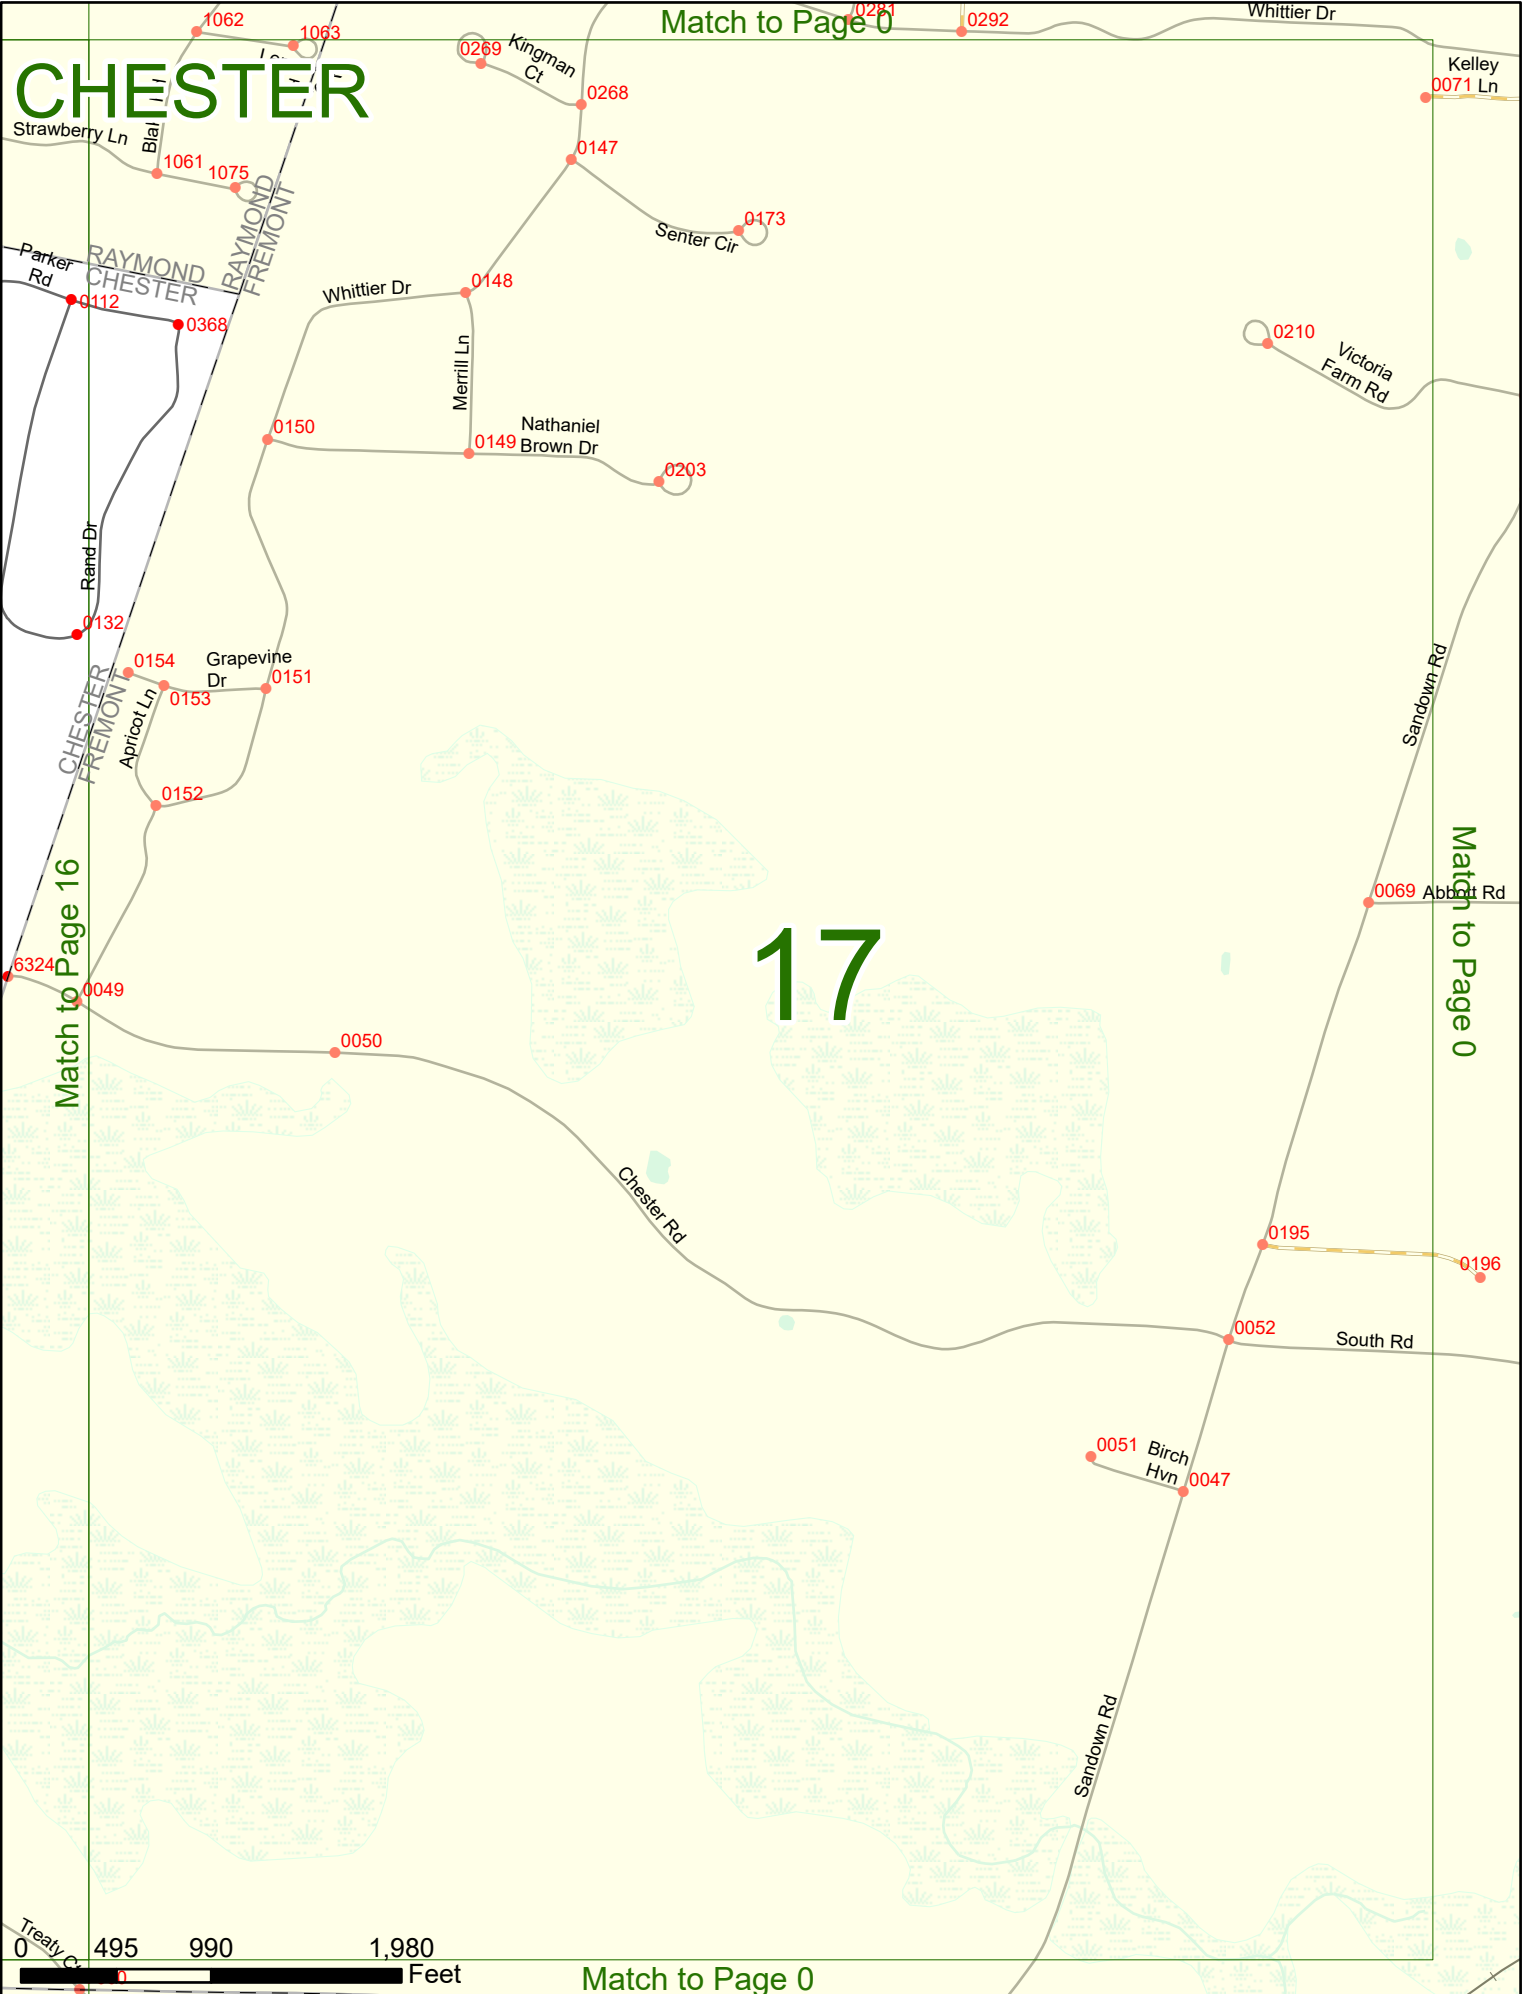 Match to Page 0
1062
1063
0281
0292
Whittier Dr
0269
Kingman
Ct
0268
Kelley
Ln
0071
CHESTER
Strawberry Ln
1061
1075
0147
0173
Senter Cir
RAYMOND
FREMONT
RAYMOND
CHESTER
Parker
Rd
0112
0368
Whittier Dr
0148
Merrill Ln
0210
Victoria
Farm Rd
0150
0149
Nathaniel
Brown Dr
0203
Rand Dr
0132
0154
Grapevine
Dr
0151
0153
Apricot Ln
CHESTER
FREMONT
0152
Sandown Rd
Match to Page 16
Match to Page 0
0069
Abbott Rd
17
6324
0049
0050
Chester Rd
0195
0196
0052
South Rd
0051
Birch
Hvn
0047
Sandown Rd
Treaty
0 495 990 1,980
Feet
Match to Page 0